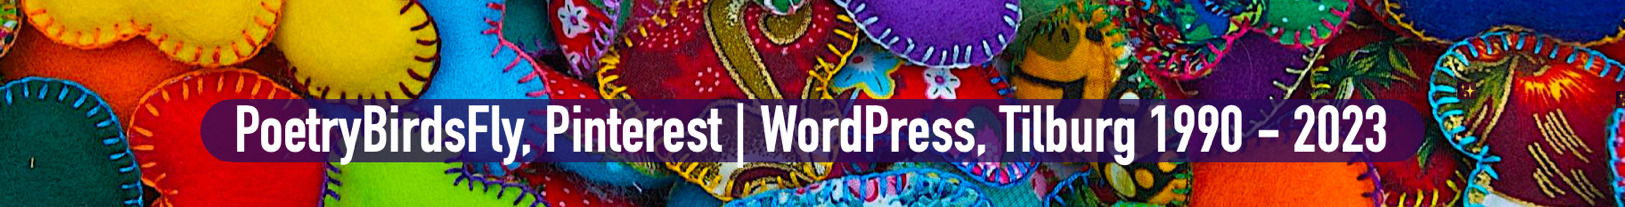 PoetryBirdsFly, Pinterest | WordPress, Tilburg 1990 – 2023